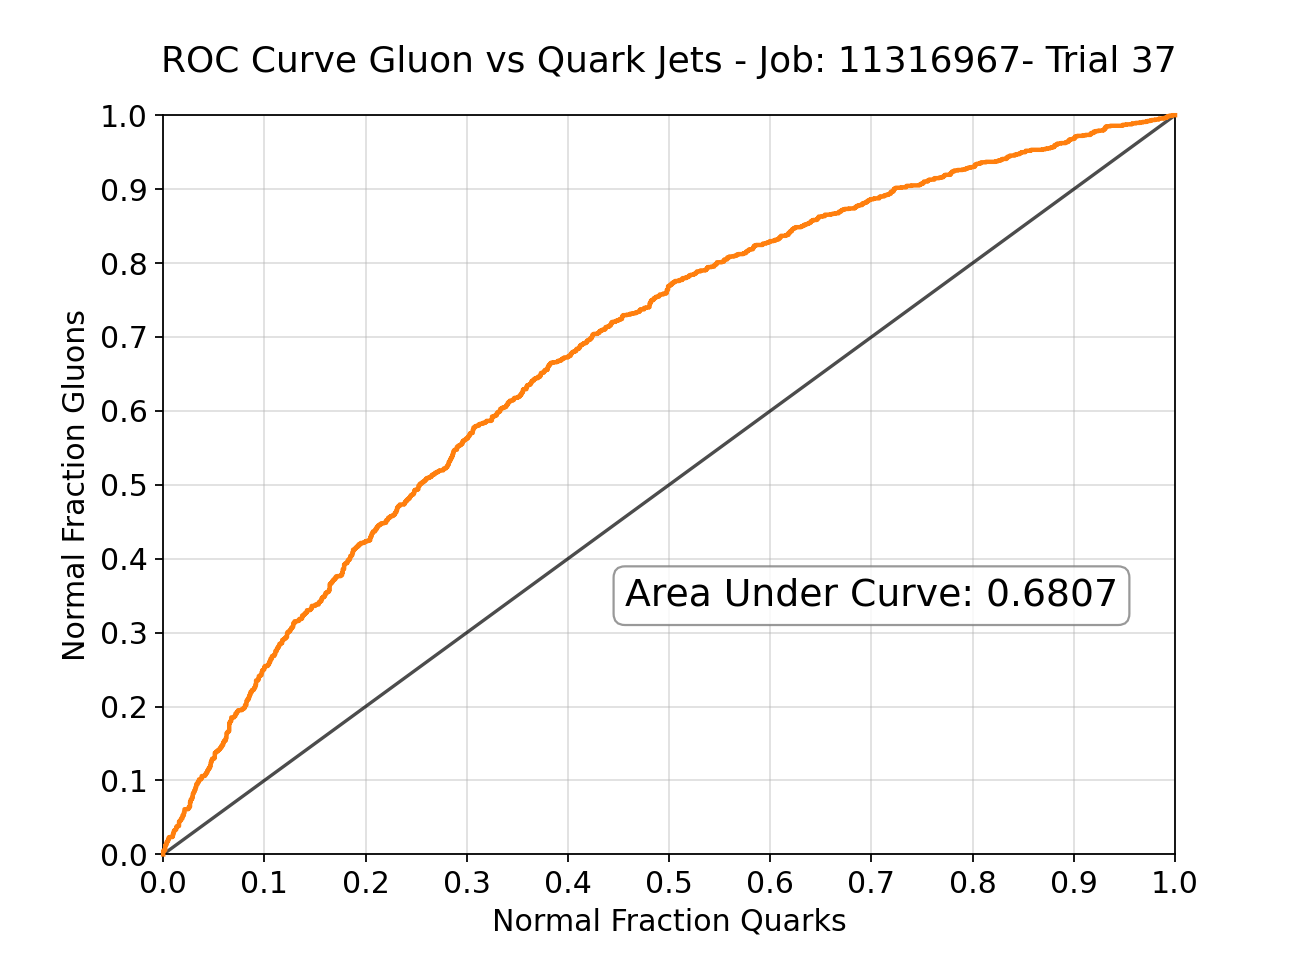 ROC Curve Gluon vs Quark Jets - Job: 11316967- Trial 37
1.0
0.9
0.8
0.7
0.6
0.5
0.4
0.3
0.2
0.1
0.0
Normal Fraction Gluons
Area Under Curve: 0.6807
0.0 0.1 0.2 0.3 0.4 0.5 0.6 0.7 0.8 0.9 1.0
Normal Fraction Quarks